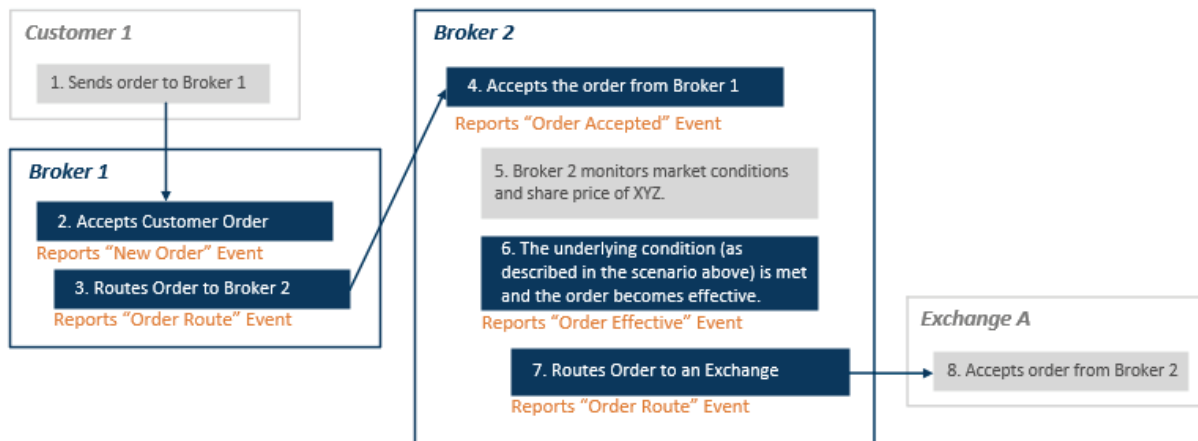 Customer 1
1. Sends order to Broker 1
Broker 1
2. Accepts Customer Order
Reports “New Order” Event
3. Routes Order to Broker 2
Reports “Order Route” Event
Broker 2
4. Accepts the order from Broker 1
Reports “Order Accepted” Event
5. Broker 2 monitors market conditions
and share price of XYZ.
6. The underlying condition (as
described in the scenario above) is met
and the order becomes effective.
Reports “Order Effective” Event
7. Routes Order to an Exchange
Reports “Order Route” Event
Exchange A
8. Accepts order from Broker 2